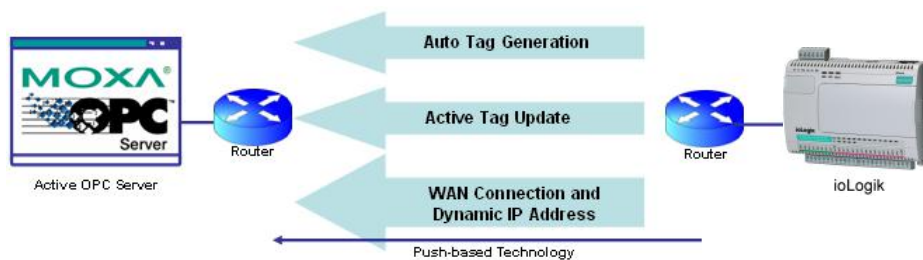 MOXA®
OPC™
Server
Active OPC Server
Router
Auto Tag Generation
Active Tag Update
WAN Connection and
Dynamic IP Address
Push-based Technology
Router
ioLogik
ioLogik